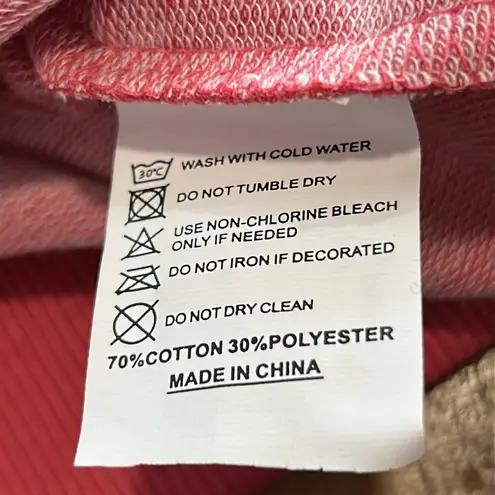 30°C WASH WITH COLD WATER
DO NOT TUMBLE DRY
USE NON-CHLORINE BLEACH
ONLY IF NEEDED
DO NOT IRON IF DECORATED
DO NOT DRY CLEAN
70%COTTON 30%POLYESTER
MADE IN CHINA